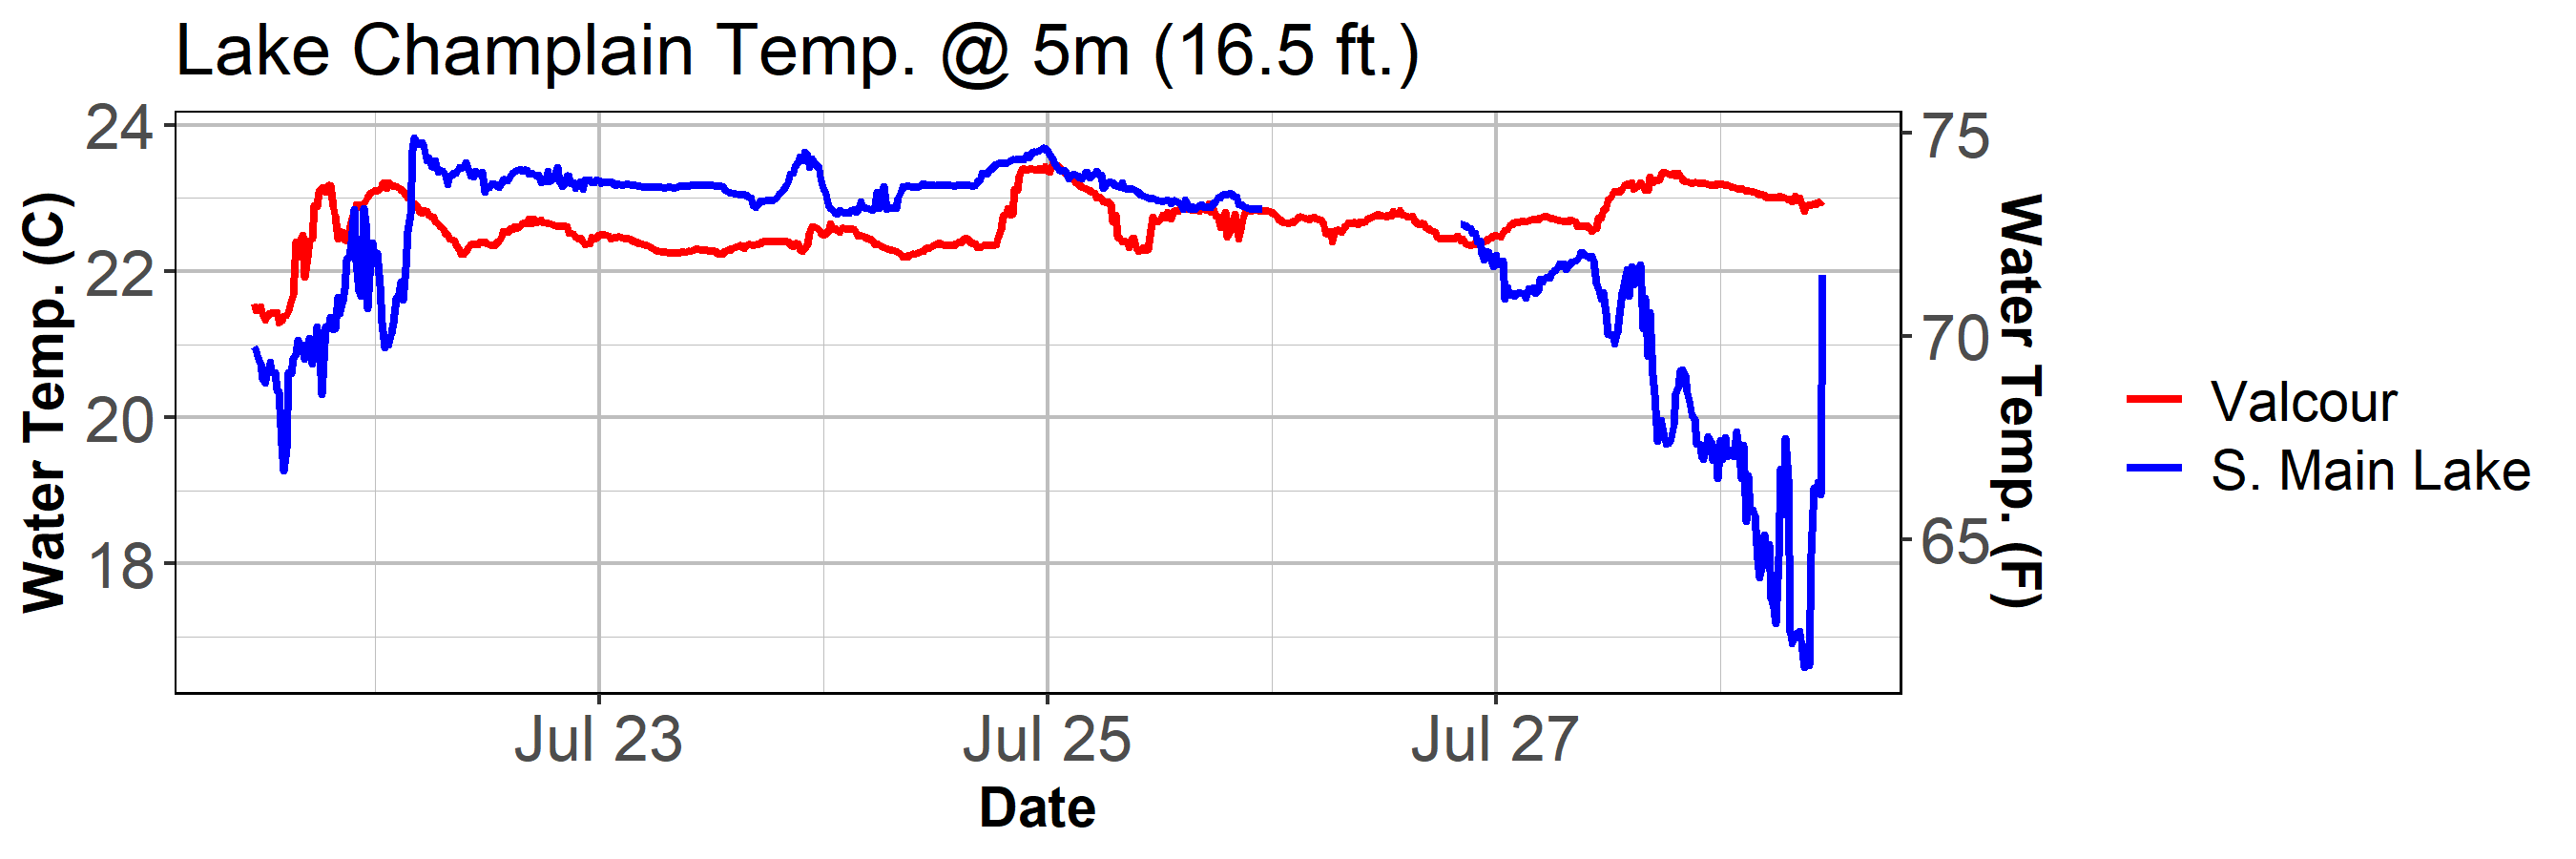 Lake Champlain Temp. @ 5m (16.5 ft.)
Water Temp. (C)
24
22
20
18
75
70
65
Water Temp. (F)
Jul 23
Jul 25
Jul 27
Date
Valcour
S. Main Lake